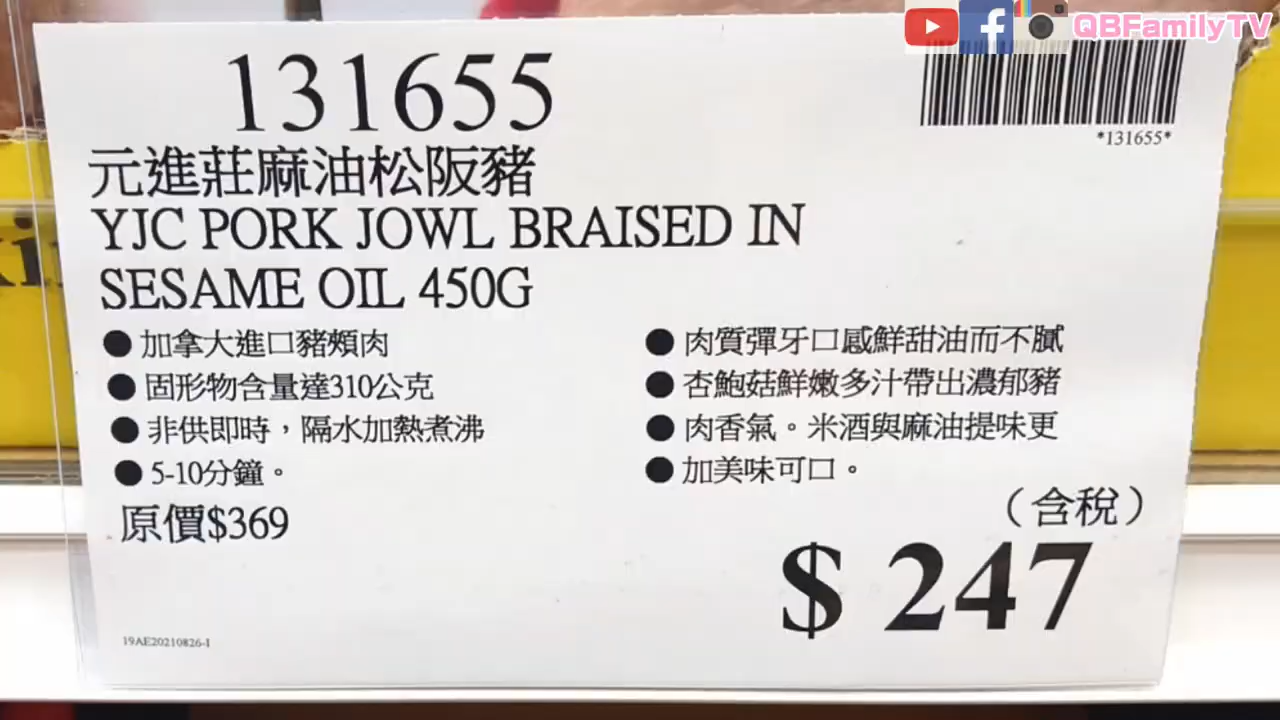 QBFamilyTV
131655
*131655*
元進莊麻油松阪豬
YJC PORK JOWL BRAISED IN
SESAME OIL 450G
●加拿大進口豬頰肉
●固形物含量達310公克
●非供即時，隔水加熱煮沸
●5-10分鐘。
●肉質彈牙口感鮮甜油而不膩
●杏鮑菇鮮嫩多汁帶出濃郁豬
●肉香氣。米酒與麻油提味更
●加美味可口。
原價$369
（含稅）
$ 247
19AE20210826-1